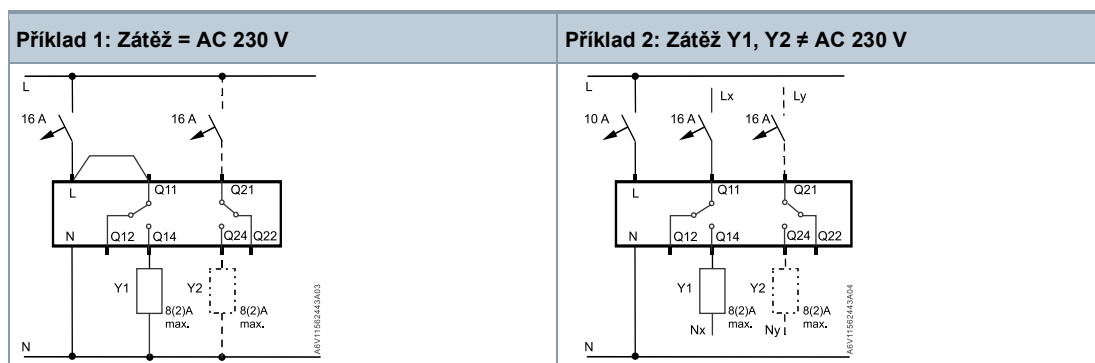 Příklad 1: Zátěž = AC 230 V
L
16 A
16 A
L
Q11
Q21
N
Q12
Q14
Q24
Q22
Y1
Y2
8(2)A
max.
8(2)A
max.
N
A6V11562443A03
Příklad 2: Zátěž Y1, Y2 ≠ AC 230 V
L
Lx
Ly
10 A
16 A
16 A
L
Q11
Q21
N
Q12
Q14
Q24
Q22
Y1
Y2
8(2)A
max.
8(2)A
max.
Nx
Ny
N
A6V11562443A04